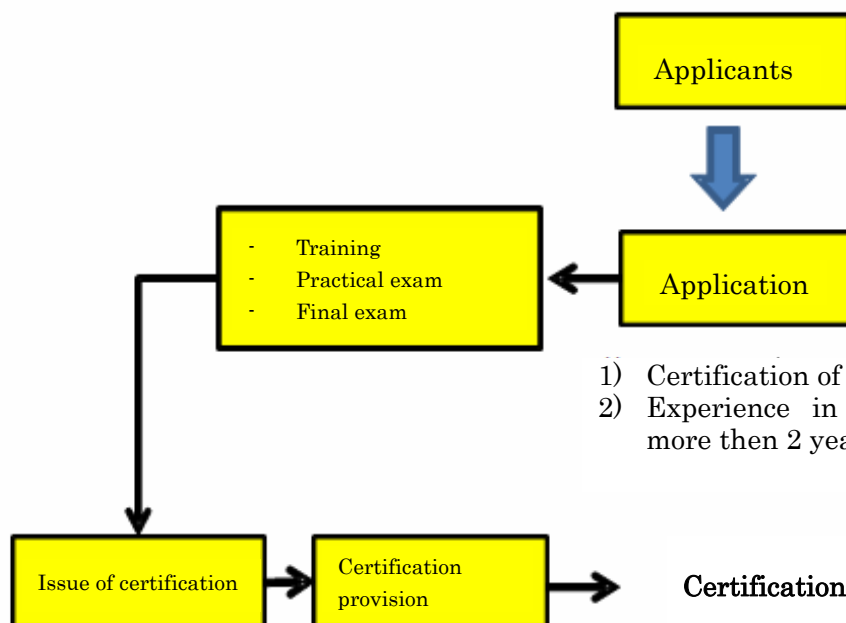 Applicants
- Training
- Practical exam
- Final exam
Application
1) Certification of
2) Experience in
more then 2
Issue of certification
Certification
provision
Certification